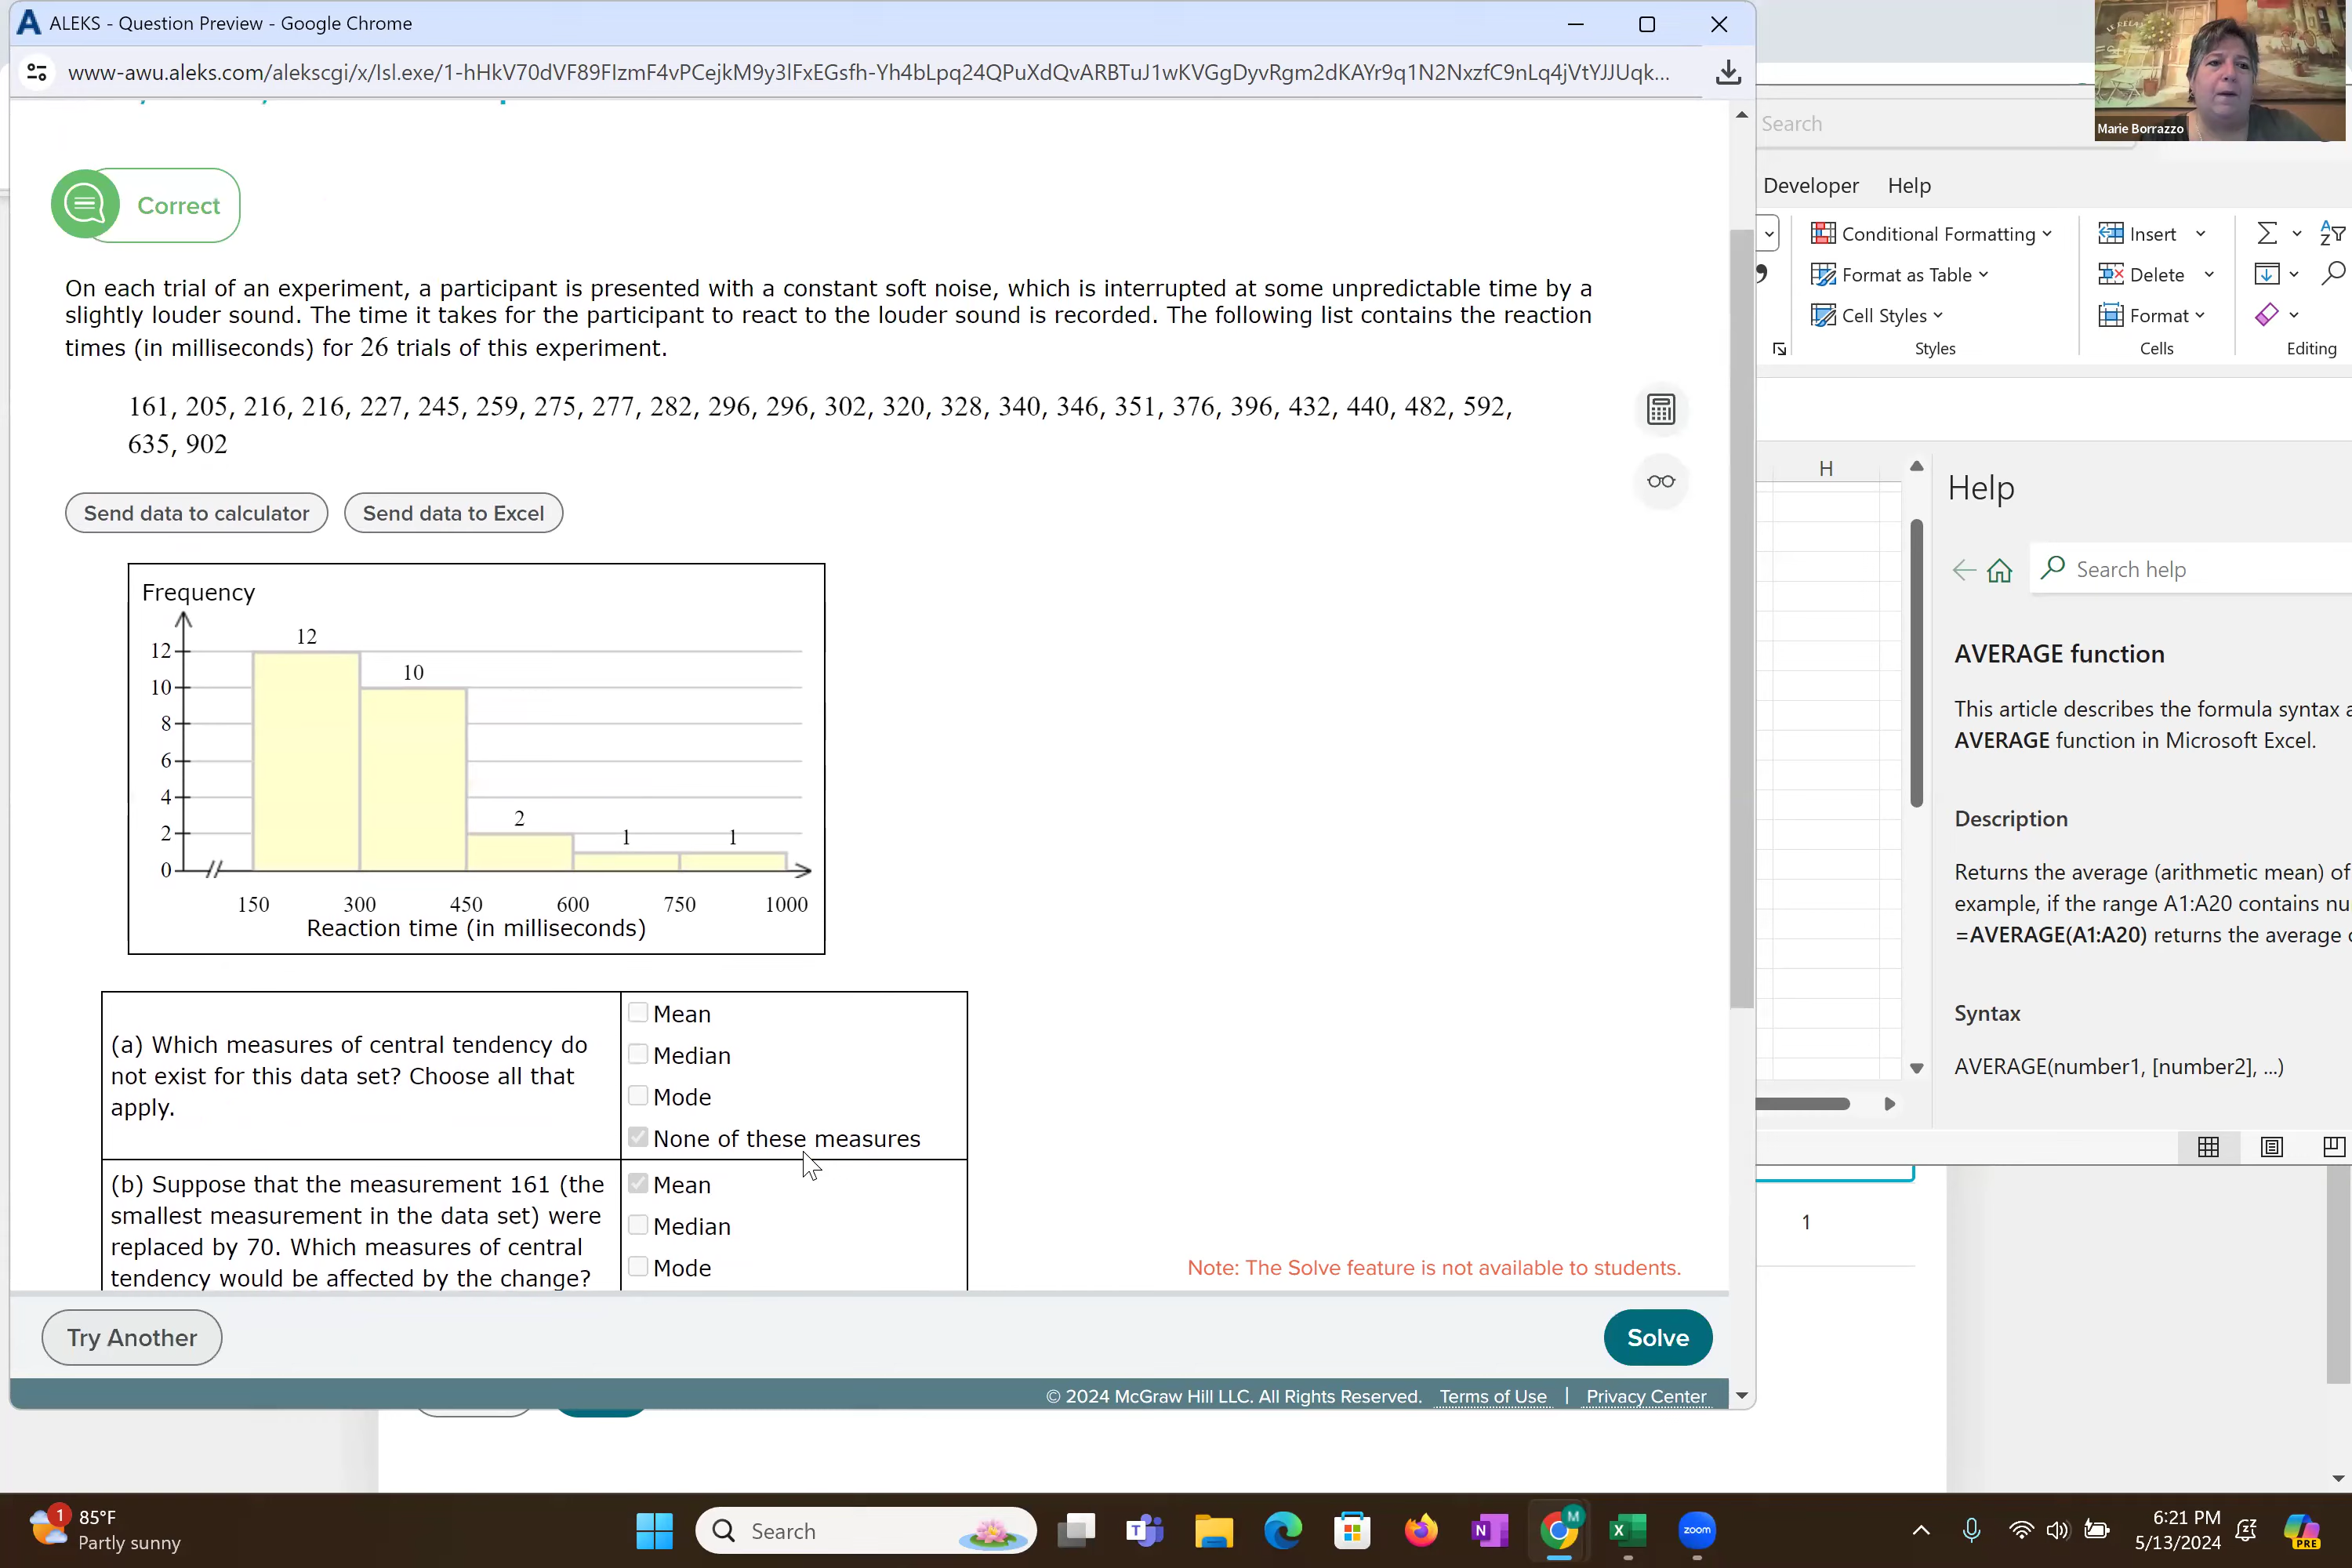 ALEKS - Question Preview - Google Chrome
www-awu.aleks.com/alekscgi/x/Isl.exe/1-hHkV70dVF89FIzmF4vPCejkM9y3lFxEGsfh-Yh4bLpq24QPuXdQvARBTuJ1wKVGgDyvRgm2dKAYr9q1N2NxzfC9nLq4jVtYJJUqk...
Marie Borrazzo
Search
Developer Help
Conditional Formatting
Format as Table
Cell Styles
Styles
Insert
Delete
Format
Cells
Editing
Correct
On each trial of an experiment, a participant is presented with a constant soft noise, which is interrupted at some unpredictable time by a
slightly louder sound. The time it takes for the participant to react to the louder sound is recorded. The following list contains the reaction
times (in milliseconds) for 26 trials of this experiment.
161, 205, 216, 216, 227, 245, 259, 275, 277, 282, 296, 296, 302, 320, 328, 340, 346, 351, 376, 396, 432, 440, 482, 592,
635, 902
Send data to calculator
Send data to Excel
Frequency
12
10
8
6
4
2
0
12
10
2
1
1
150 300 450 600 750 1000
Reaction time (in milliseconds)
(a) Which measures of central tendency do
not exist for this data set? Choose all that
apply.
Mean
Median
Mode
None of these measures
(b) Suppose that the measurement 161 (the
smallest measurement in the data set) were
replaced by 70. Which measures of central
tendency would be affected by the change?
Mean
Median
Mode
Note: The Solve feature is not available to students.
Try Another
Solve
© 2024 McGraw Hill LLC. All Rights Reserved. Terms of Use | Privacy Center
H
Help
Search help
AVERAGE function
This article describes the formula syntax a
AVERAGE function in Microsoft Excel.
Description
Returns the average (arithmetic mean) of
example, if the range A1:A20 contains nu
=AVERAGE(A1:A20) returns the average
Syntax
AVERAGE(number1, [number2], ...)
1
1
85°F
Partly sunny
Search
zoom
M
PRE
6:21 PM
5/13/2024